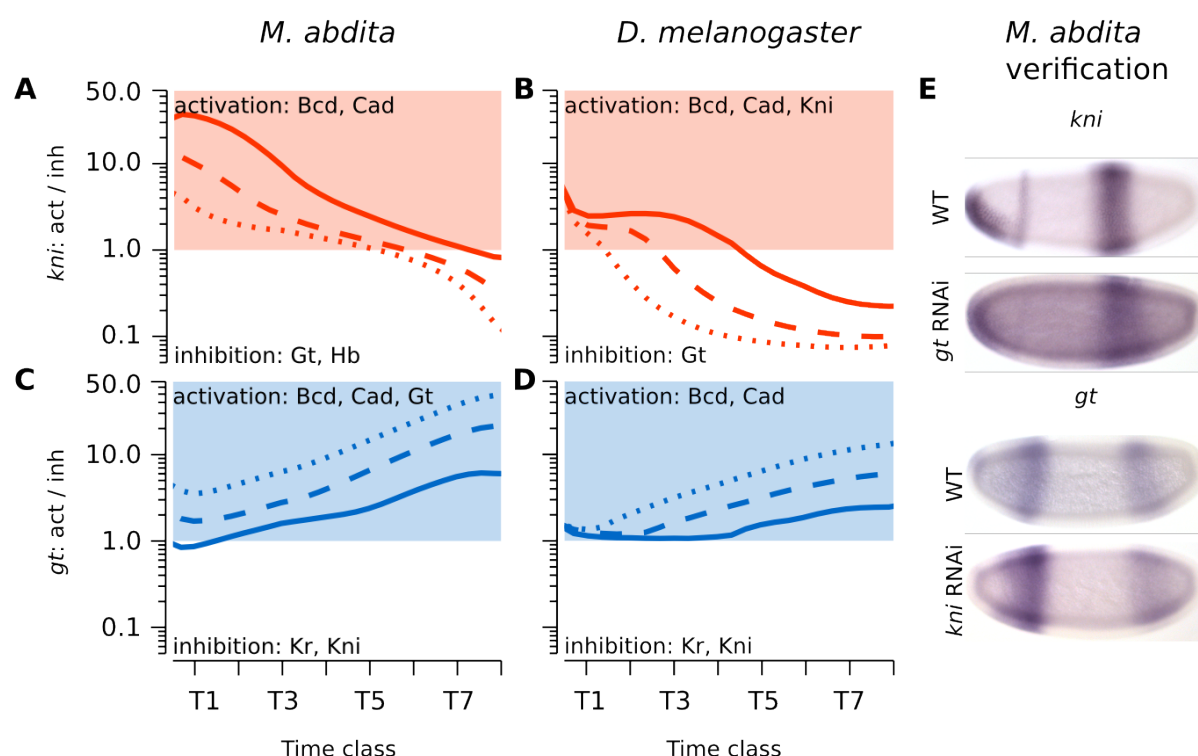 M. abdita
D. melanogaster
M. abdita
verification
A
50.0
10.0
1.0
0.1
kni: act / inh
activation: Bcd, Cad
inhibition: Gt, Hb
B
activation: Bcd, Cad, Kni
inhibition: Gt
C
50.0
10.0
1.0
0.1
gt: act / inh
activation: Bcd, Cad, Gt
inhibition: Kr, Kni
T1 T3 T5 T7
Time class
D
activation: Bcd, Cad
inhibition: Kr, Kni
T1 T3 T5 T7
Time class
E
kni
WT
gt RNAi
gt
WT
kni RNAi